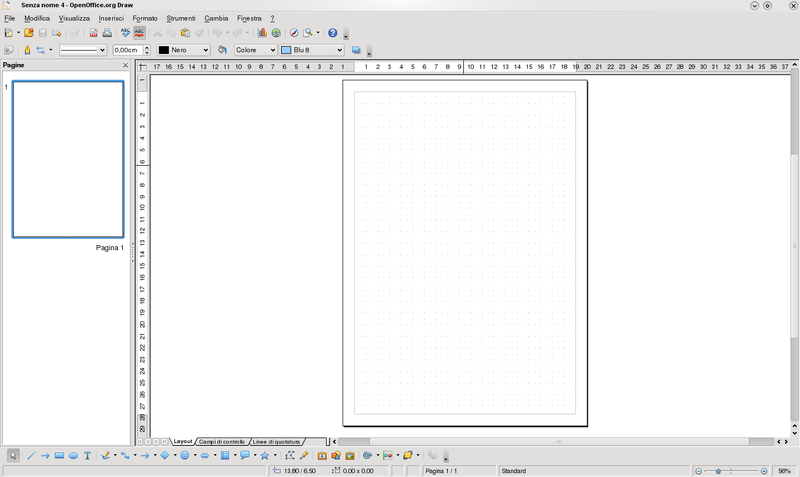 Senza nome 4 - OpenOffice.org Draw
File Modifica Visualizza Inserisci Formato Strumenti Cambia Finestra ?
ABC ABC
0,00cm Nero Colore Blu 8
Pagine
17 16 15 14 13 12 11 10 9 8 7 6 5 4 3 2 1 1 2 3 4 5 6 7 8 9 10 11 12 13 14 15 16 17 18 19 20 21 22 23 24 25 26 27 28 29 30 31 32 33 34 35 36 37
1
1 1 2 3 4 5 6 7 8 9 10 11 12 13 14 15 16 17 18 19 20 21 22 23 24 25 26 27 28 29
Pagina 1
Layout Campi di controllo Linee di quotatura
T
13.80 / 6.50 0.00 x 0.00 Pagina 1 / 1 Standard 56%